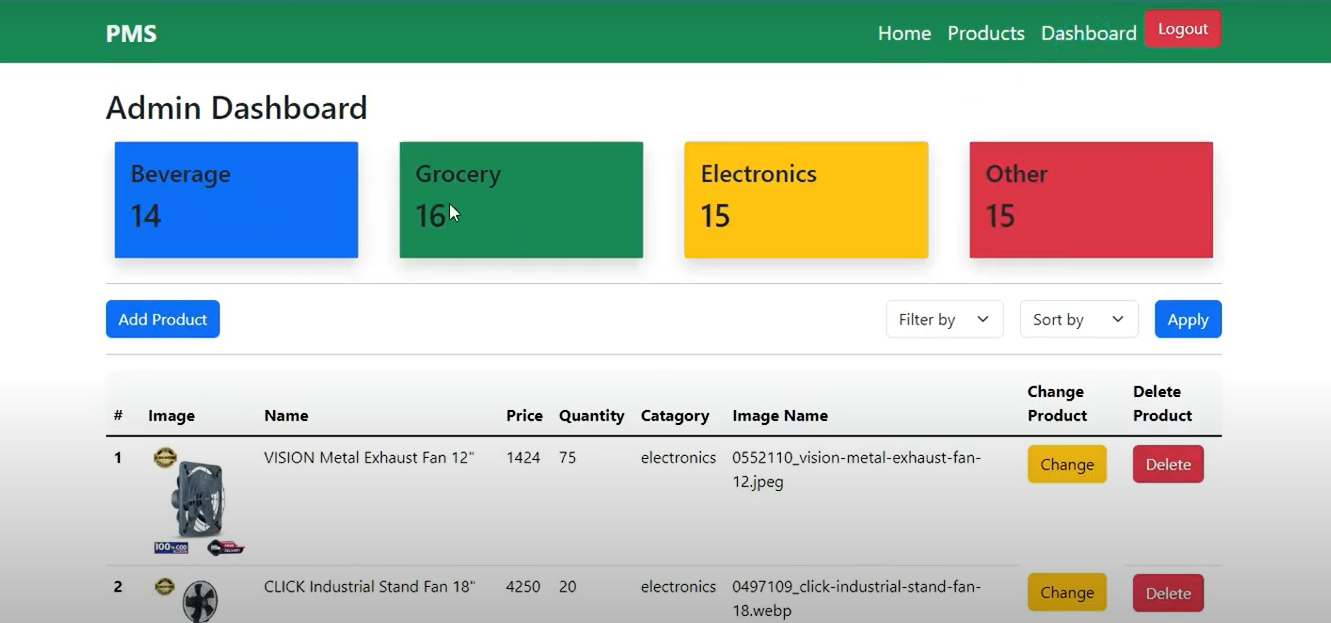 PMS
Home Products Dashboard Logout
Admin Dashboard
Beverage Grocery Electronics Other
14 16 15 15
Add Product Filter by Sort by Apply
# Image Name Price Quantity Catagory Image Name Change Product Delete Product
1 VISION Metal Exhaust Fan 12" 1424 75 electronics 0552110_vision-metal-exhaust-fan-
12.jpeg Change Delete
100%
2 CLICK Industrial Stand Fan 18" 4250 20 electronics 0497109_click-industrial-stand-fan-
18.webp Change Delete